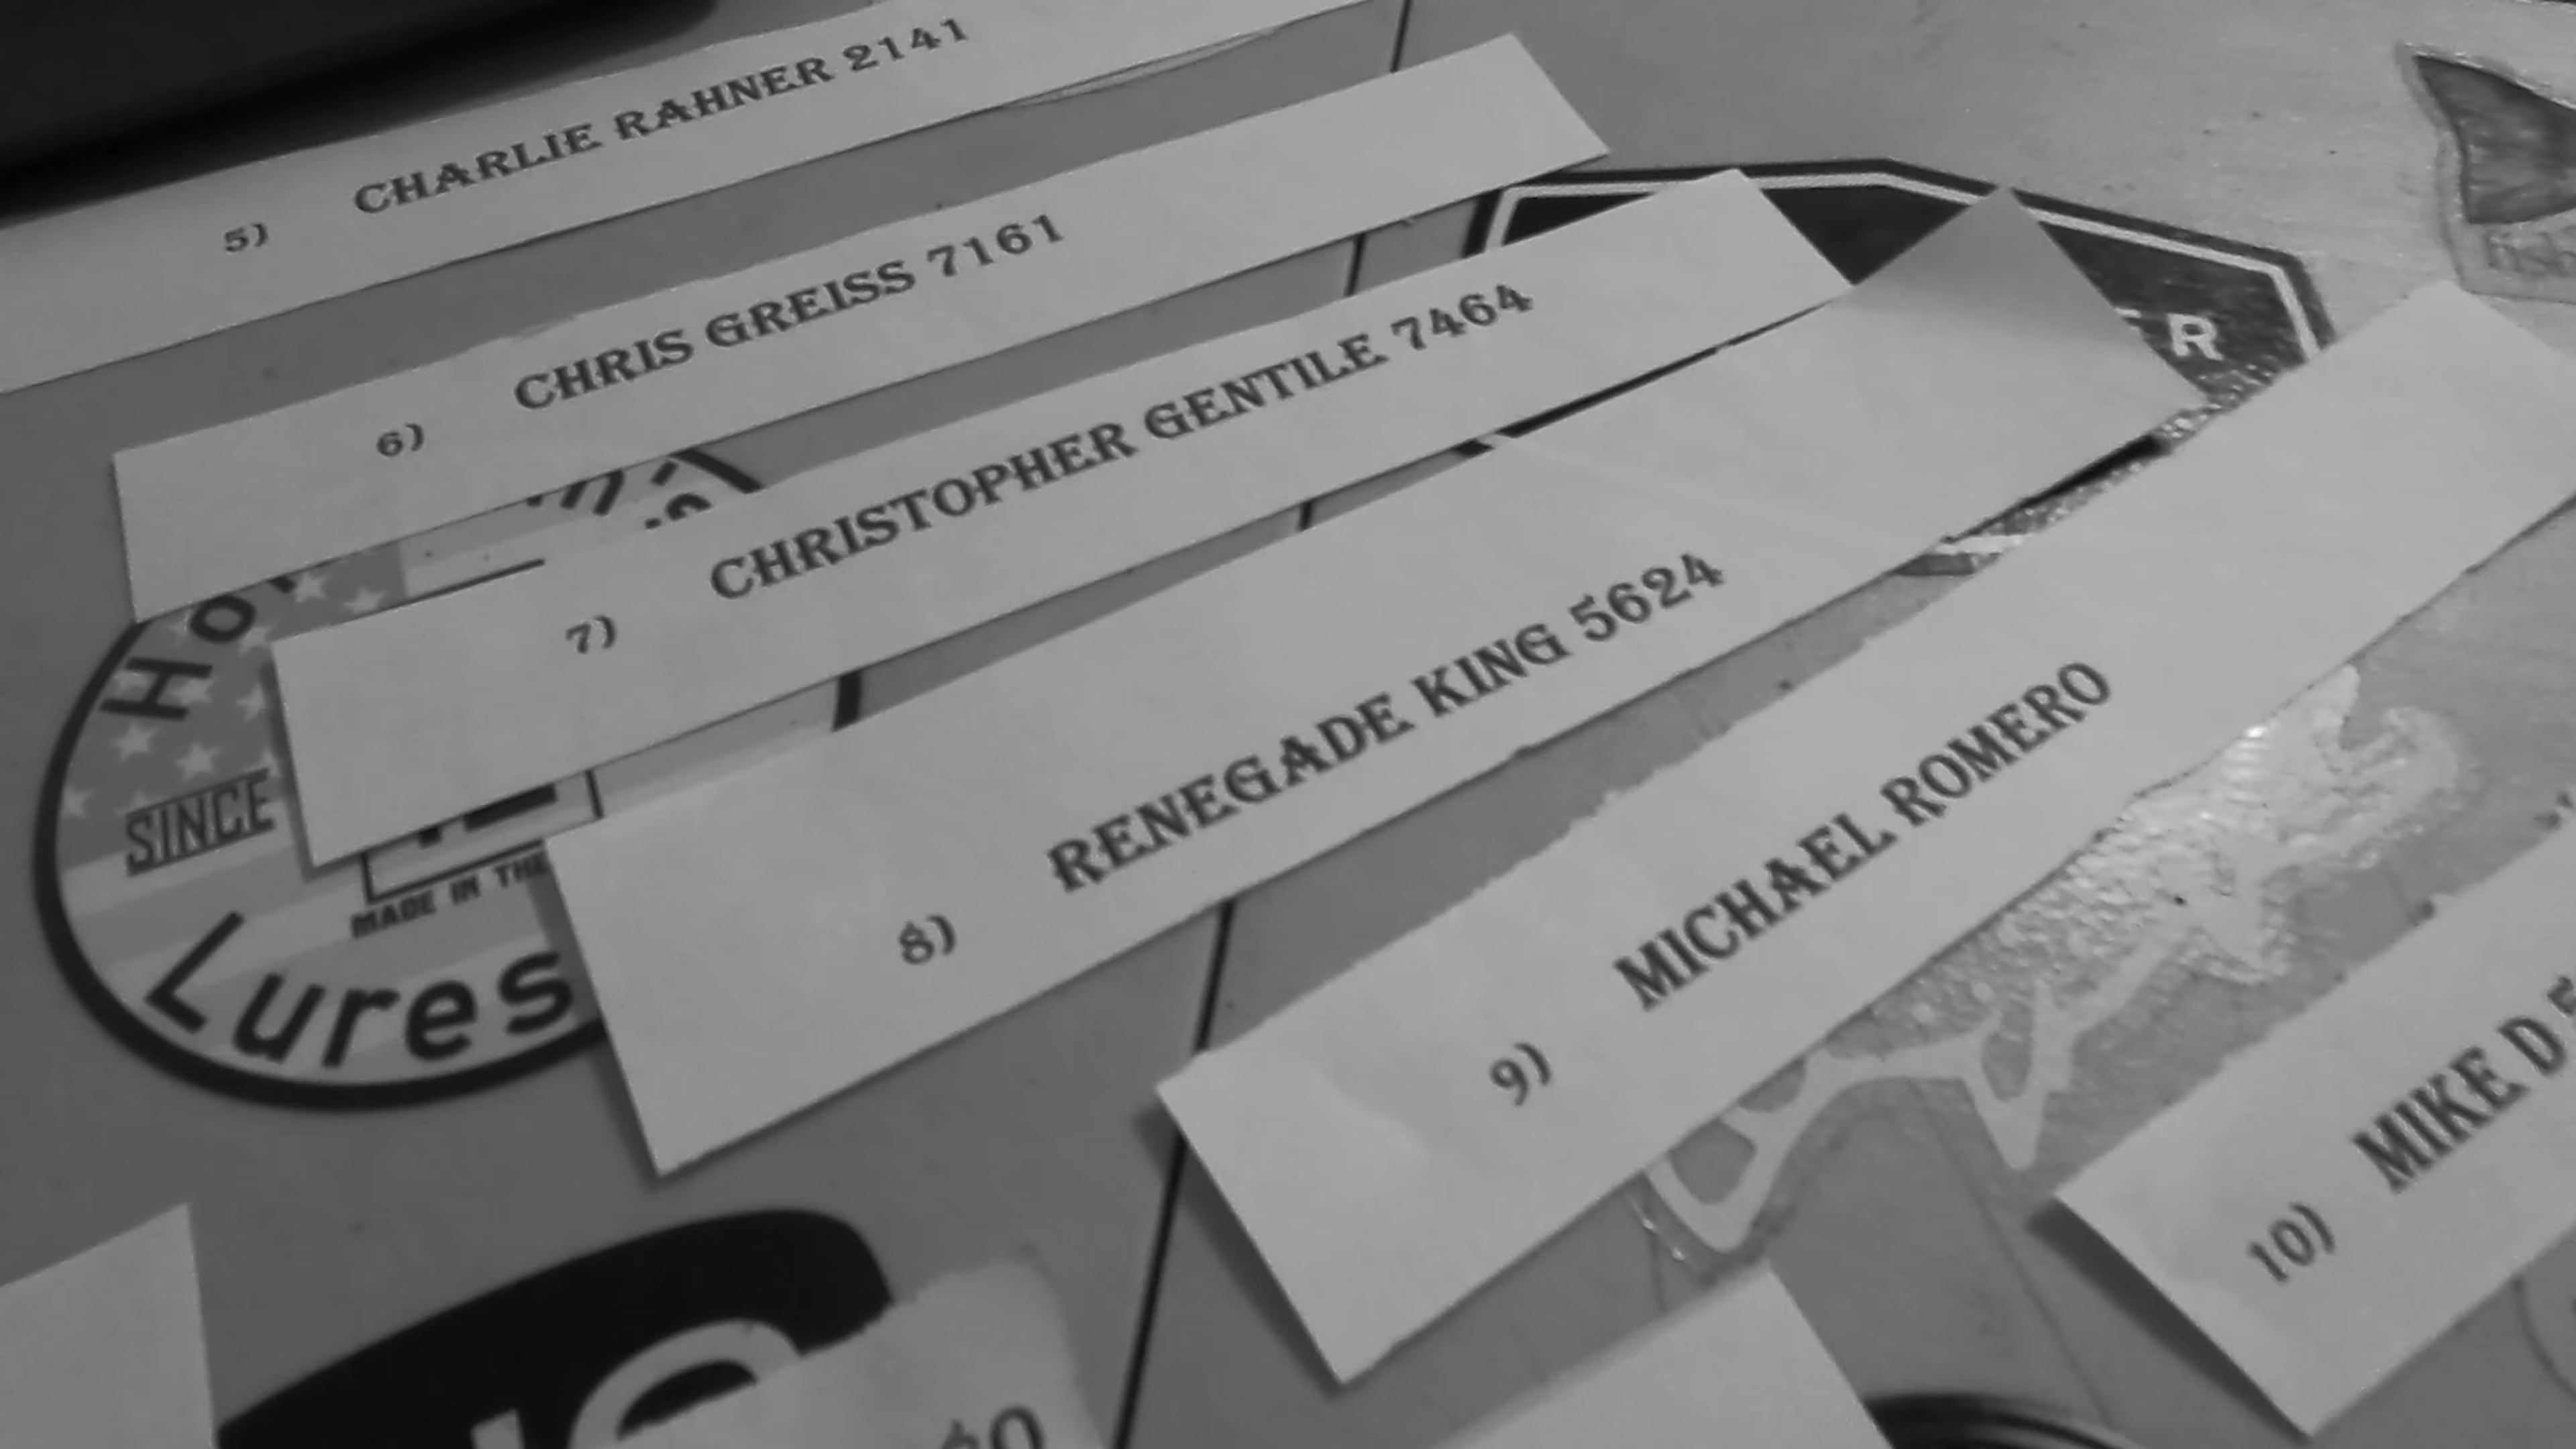 5) CHARLIE RAHNER 2141
6) CHRIS GREISS 7161
7) CHRISTOPHER GENTILE 7464
8) RENEGADE KING 5624
9) MICHAEL ROMERO
10) MIKE D
SINCE
MADE IN THE
Lures
fish